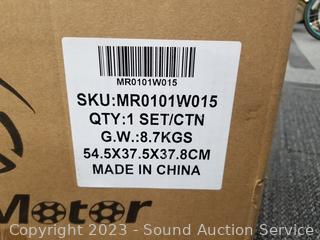 MR0101W015
SKU:MR0101W015
QTY:1 SET/CTN
G.W.:8.7KGS
54.5X37.5X37.8CM
MADE IN CHINA
Motor
Copyright 2023 - Sound Auction Service